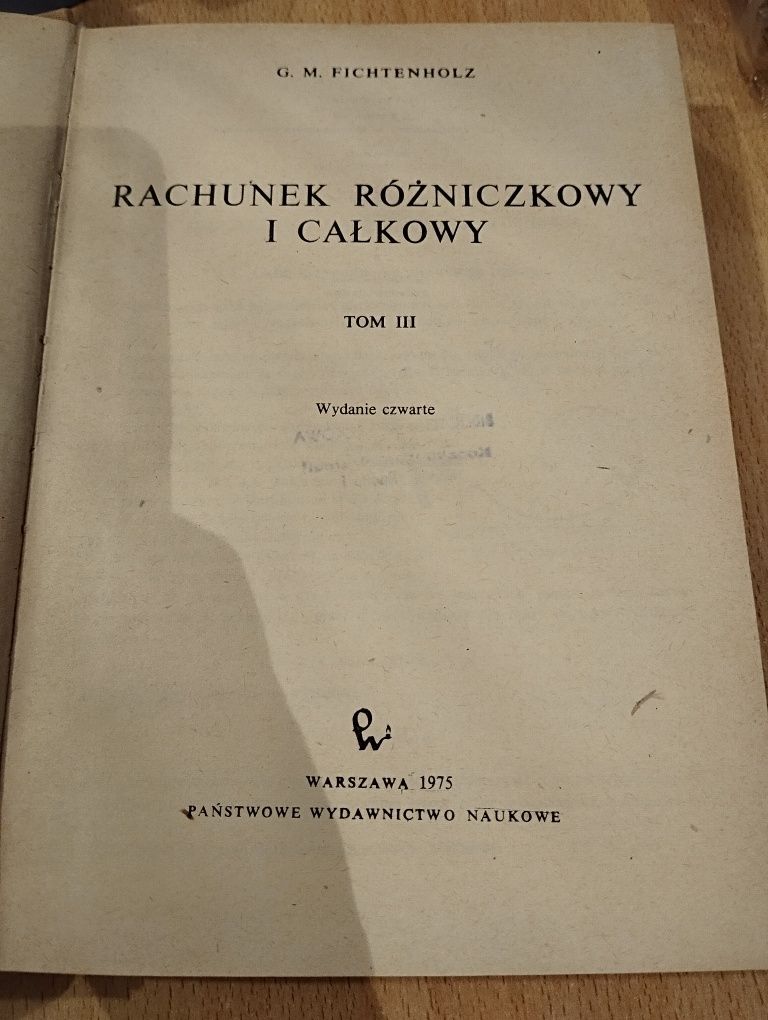 G. M. FICHTENHOLZ
RACHUNEK RÓŻNICZKOWY
I CAŁKOWY
TOM III
Wydanie czwarte
WARSZAWA 1975
PAŃSTWOWE WYDAWNICTWO NAUKOWE